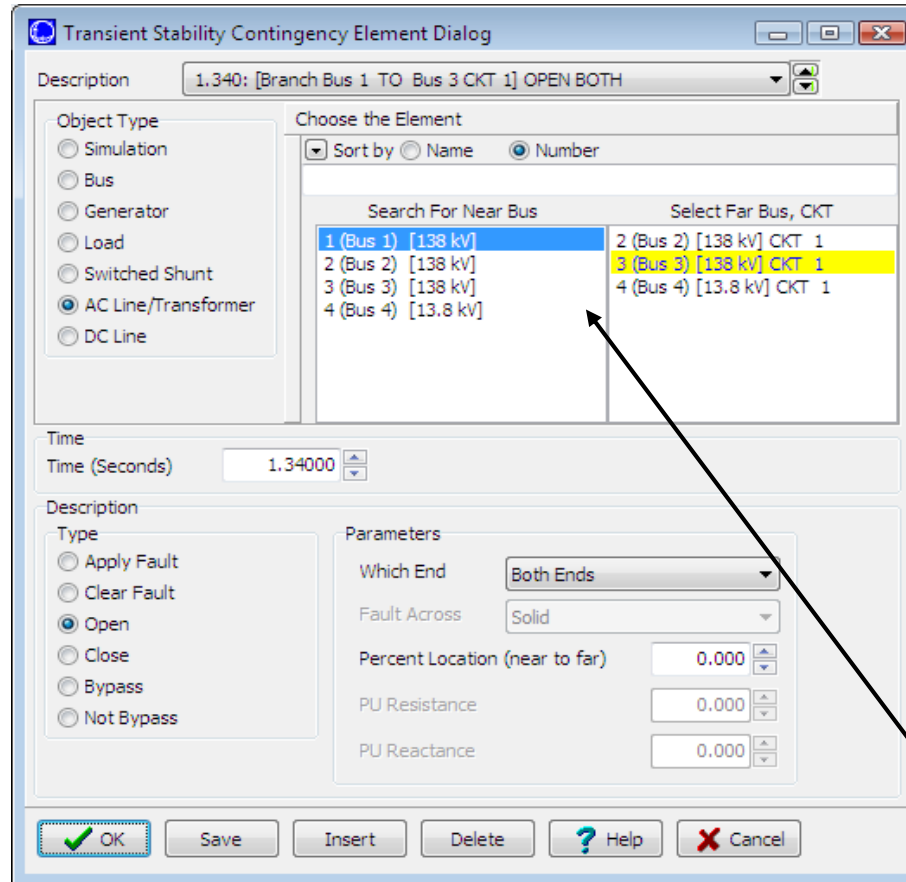 Transient Stability Contingency Element Dialog
Description 1.340: [Branch Bus 1 TO Bus 3 CKT 1] OPEN BOTH
Object Type
Simulation
Bus
Generator
Load
Switched Shunt
AC Line/Transformer
DC Line
Choose the Element
Sort by Name Number
Search For Near Bus
1 (Bus 1) [138 kV]
2 (Bus 2) [138 kV]
3 (Bus 3) [138 kV]
4 (Bus 4) [13.8 kV]
Select Far Bus, CKT
2 (Bus 2) [138 kV] CKT 1
3 (Bus 3) [138 kV] CKT 1
4 (Bus 4) [13.8 kV] CKT 1
Time
Time (Seconds) 1.34000
Description
Type
Apply Fault
Clear Fault
Open
Close
Bypass
Not Bypass
Parameters
Which End Both Ends
Fault Across Solid
Percent Location (near to far) 0.000
PU Resistance 0.000
PU Reactance 0.000
OK Save Insert Delete ? Help Cancel